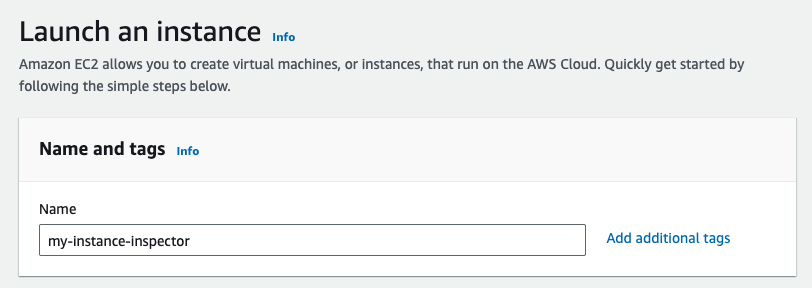 Launch an instance Info
Amazon EC2 allows you to create virtual machines, or instances, that run on the AWS Cloud. Quickly get started by
following the simple steps below.
Name and tags Info
Name
my-instance-inspector Add additional tags